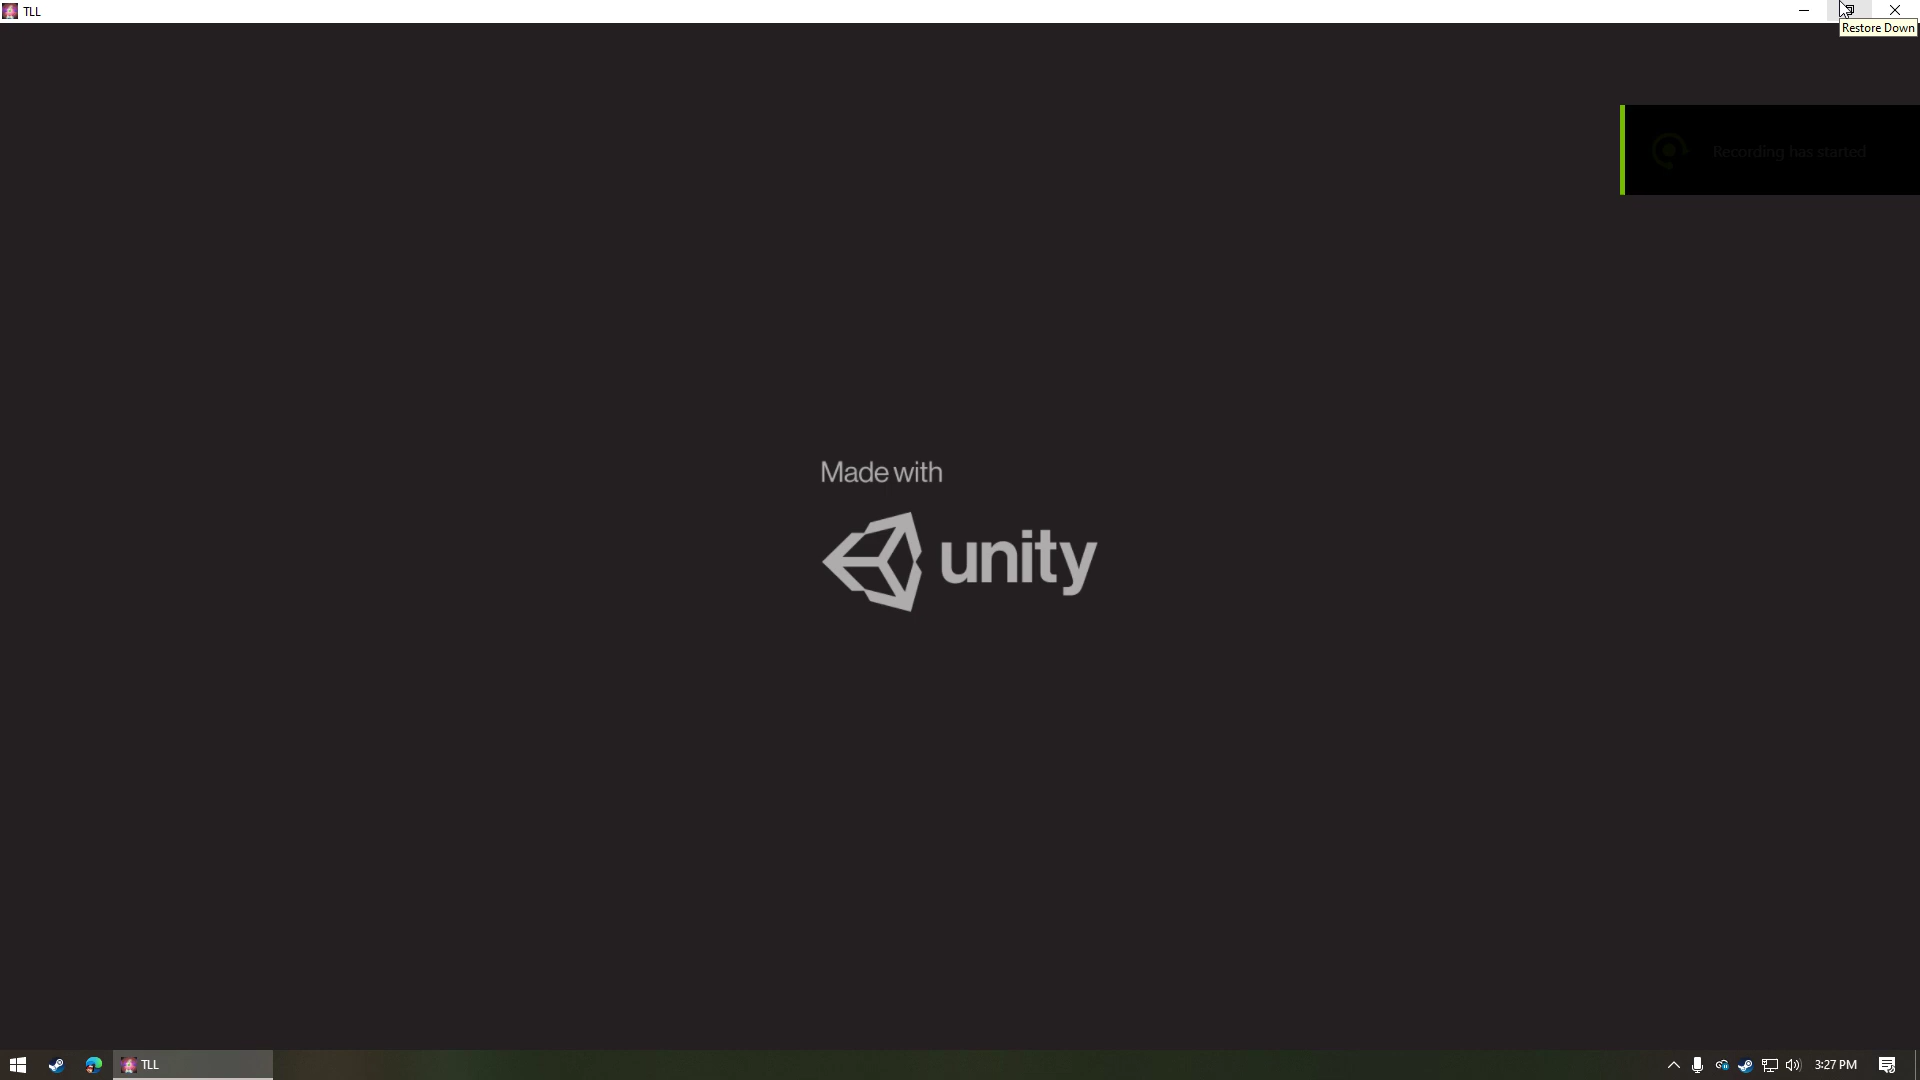 TLL
Restore Down
Recording has started
Made with
unity
TLL
3:27 PM